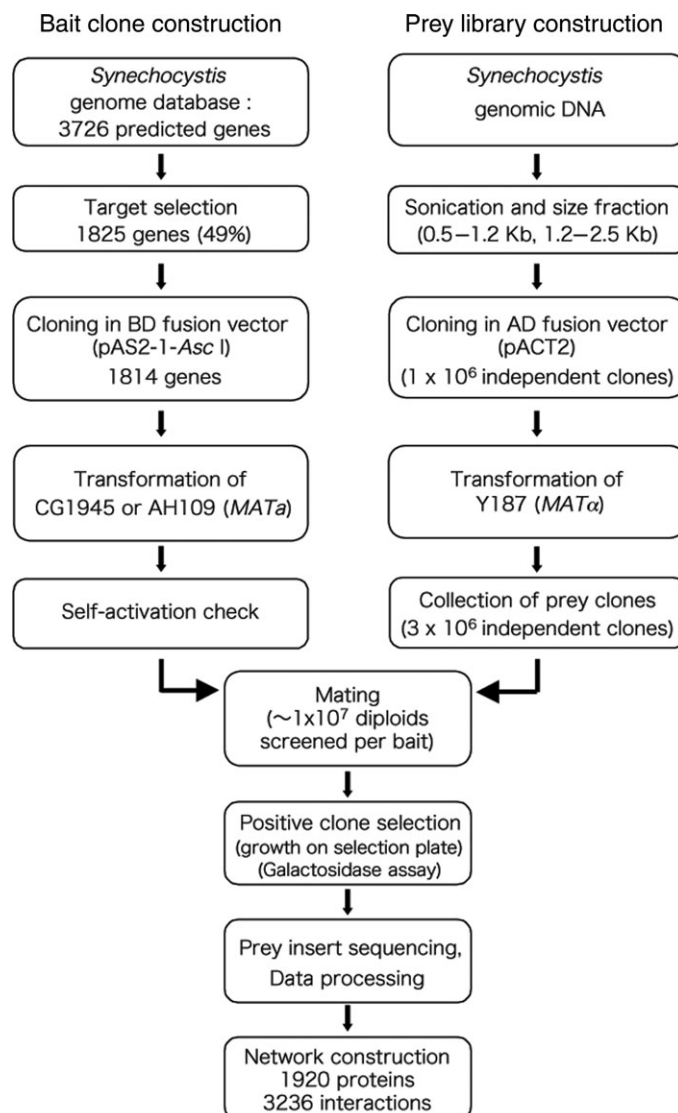 Bait clone construction
Synechocystis
genome database :
3726 predicted genes
Target selection
1825 genes (49%)
Cloning in BD fusion vector
(pAS2-1-Asc I)
1814 genes
Transformation of
CG1945 or AH109 (MATa)
Self-activation check
Prey library construction
Synechocystis
genomic DNA
Sonication and size fraction
(0.5–1.2 Kb, 1.2–2.5 Kb)
Cloning in AD fusion vector
(pACT2)
(1 x 10⁶ independent clones)
Transformation of
Y187 (MATα)
Collection of prey clones
(3 x 10⁶ independent clones)
Mating
(~1x10⁷ diploids
screened per bait)
Positive clone selection
(growth on selection plate)
(Galactosidase assay)
Prey insert sequencing,
Data processing
Network construction
1920 proteins
3236 interactions